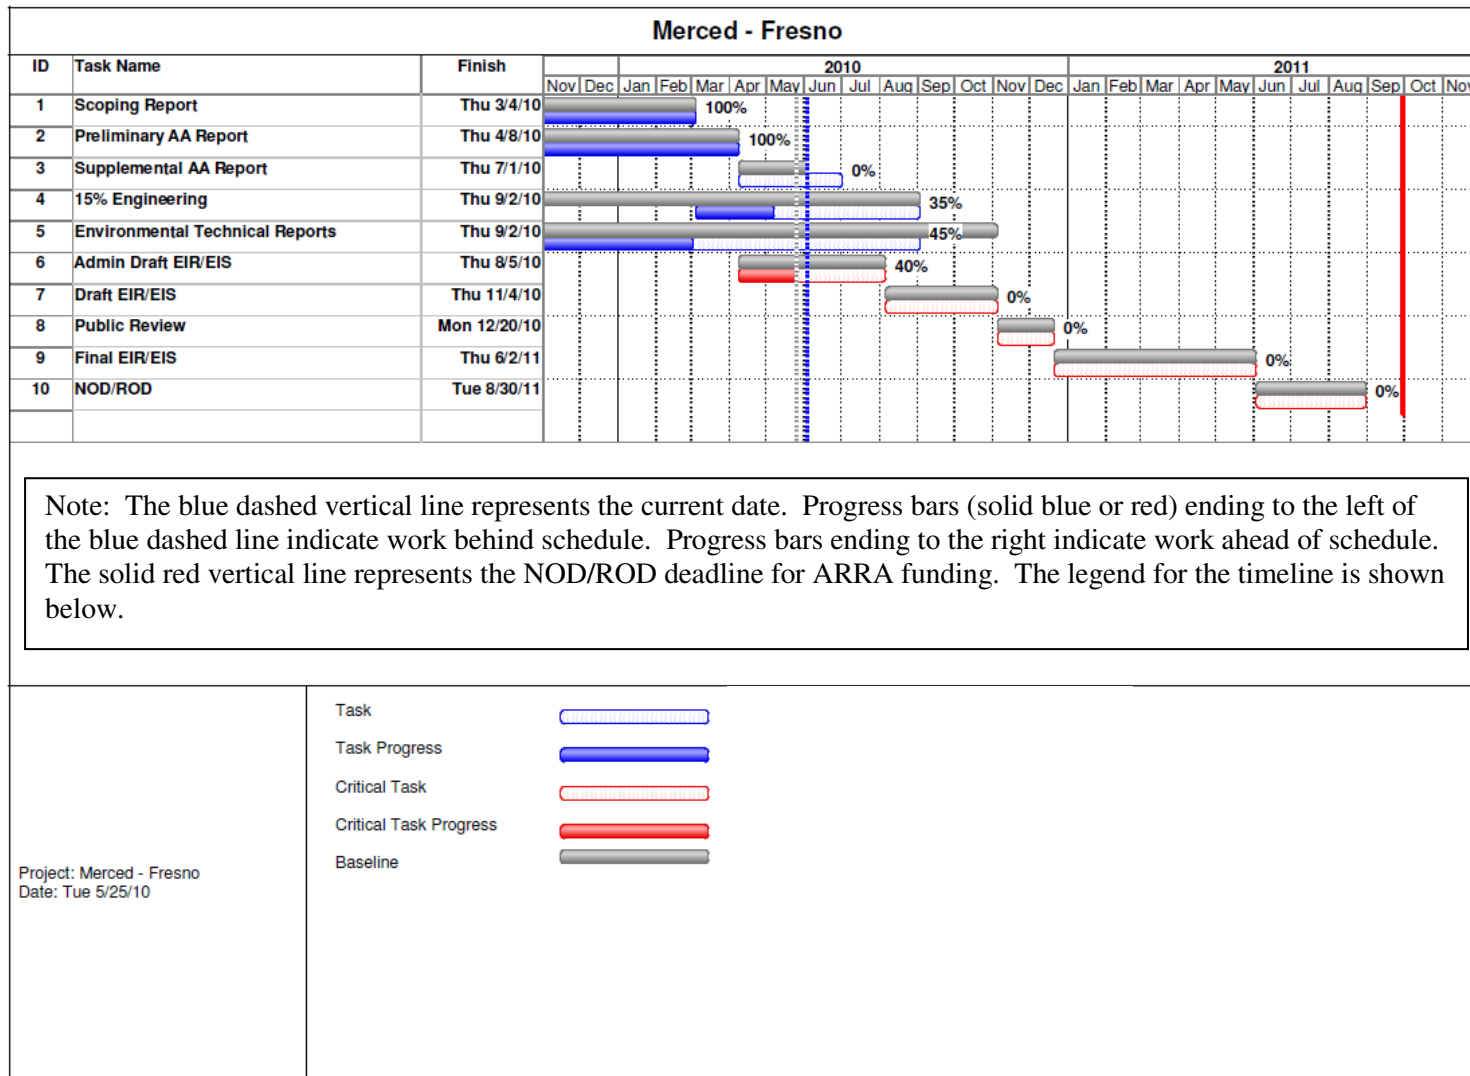 Merced - Fresno
ID Task Name Finish 2010 2011
Nov Dec Jan Feb Mar Apr May Jun Jul Aug Sep Oct Nov Dec Jan Feb Mar Apr May Jun Jul Aug Sep Oct Nov
1 Scoping Report Thu 3/4/10 100%
2 Preliminary AA Report Thu 4/8/10 100%
3 Supplemental AA Report Thu 7/1/10 0%
4 15% Engineering Thu 9/2/10 35%
5 Environmental Technical Reports Thu 9/2/10 45%
6 Admin Draft EIR/EIS Thu 8/5/10 40%
7 Draft EIR/EIS Thu 11/4/10 0%
8 Public Review Mon 12/20/10 0%
9 Final EIR/EIS Thu 6/2/11 0%
10 NOD/ROD Tue 8/30/11 0%
Note: The blue dashed vertical line represents the current date. Progress bars (solid blue or red) ending to the left of
the blue dashed line indicate work behind schedule. Progress bars ending to the right indicate work ahead of schedule.
The solid red vertical line represents the NOD/ROD deadline for ARRA funding. The legend for the timeline is shown
below.
Task
Task Progress
Critical Task
Critical Task Progress
Baseline
Project: Merced - Fresno
Date: Tue 5/25/10